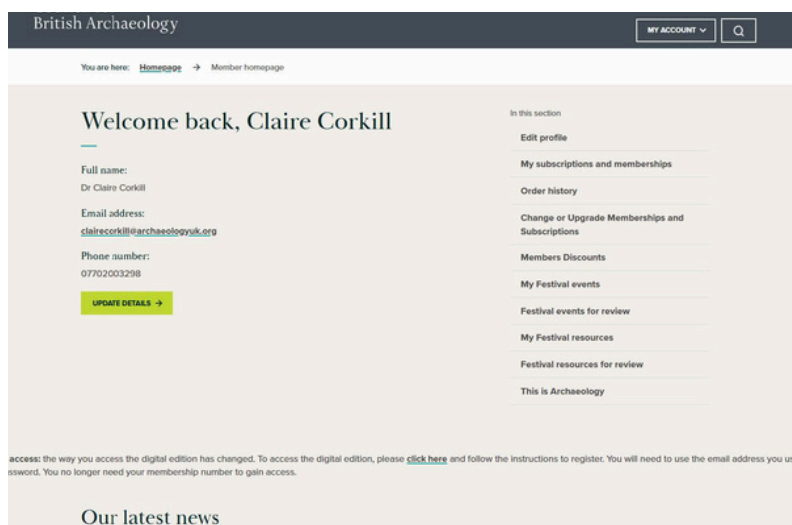 British Archaeology
MY ACCOUNT
You are here: Homepage → Member homepage
Welcome back, Claire Corkill
Full name:
Dr Claire Corkill
Email address:
clairecorkill@archaeologyuk.org
Phone number:
07702003298
UPDATE DETAILS →
In this section
Edit profile
My subscriptions and memberships
Order history
Change or Upgrade Memberships and
Subscriptions
Members Discounts
My Festival events
Festival events for review
My Festival resources
Festival resources for review
This is Archaeology
access: the way you access the digital edition has changed. To access the digital edition, please click here and follow the instructions to register. You will need to use the email address you
ssword. You no longer need your membership number to gain access.
Our latest news